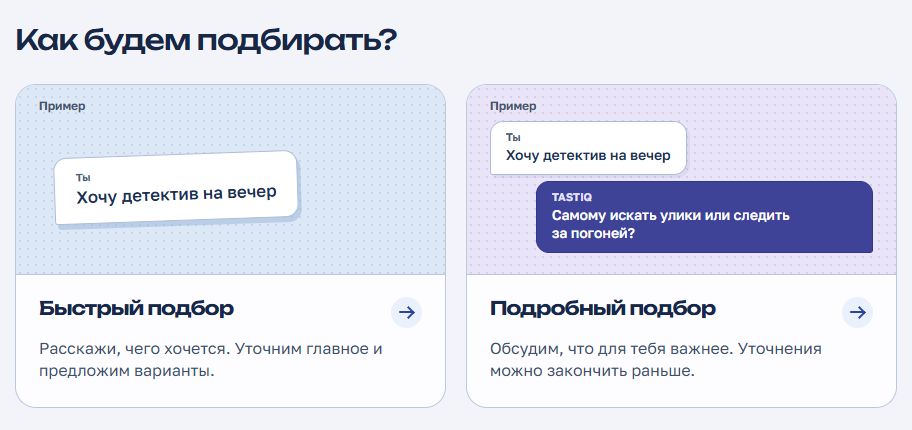 Как будем подбирать?
Пример
Ты
Хочу детектив на вечер
Быстрый подбор
Расскажи, чего хочется. Уточним главное и
предложим варианты.
Пример
Ты
Хочу детектив на вечер
TASTIQ
Самому искать улики или следить
за погоней?
Подробный подбор
Обсудим, что для тебя важнее. Уточнения
можно закончить раньше.